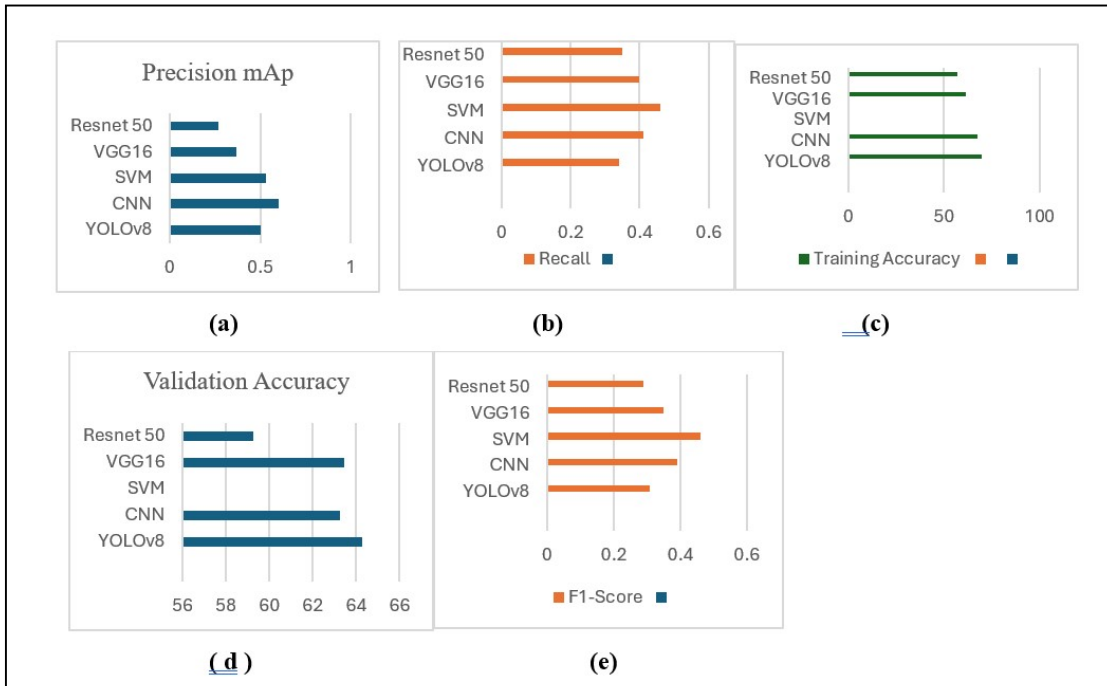 Precision mAp
Resnet 50
VGG16
SVM
CNN
YOLOv8
0 0.5 1
(a)
Resnet 50
VGG16
SVM
CNN
YOLOv8
0 0.2 0.4 0.6
Recall
(b)
Resnet 50
VGG16
SVM
CNN
YOLOv8
0 50 100
Training Accuracy
(c)
Validation Accuracy
Resnet 50
VGG16
SVM
CNN
YOLOv8
56 58 60 62 64 66
( d )
Resnet 50
VGG16
SVM
CNN
YOLOv8
0 0.2 0.4 0.6
F1-Score
(e)